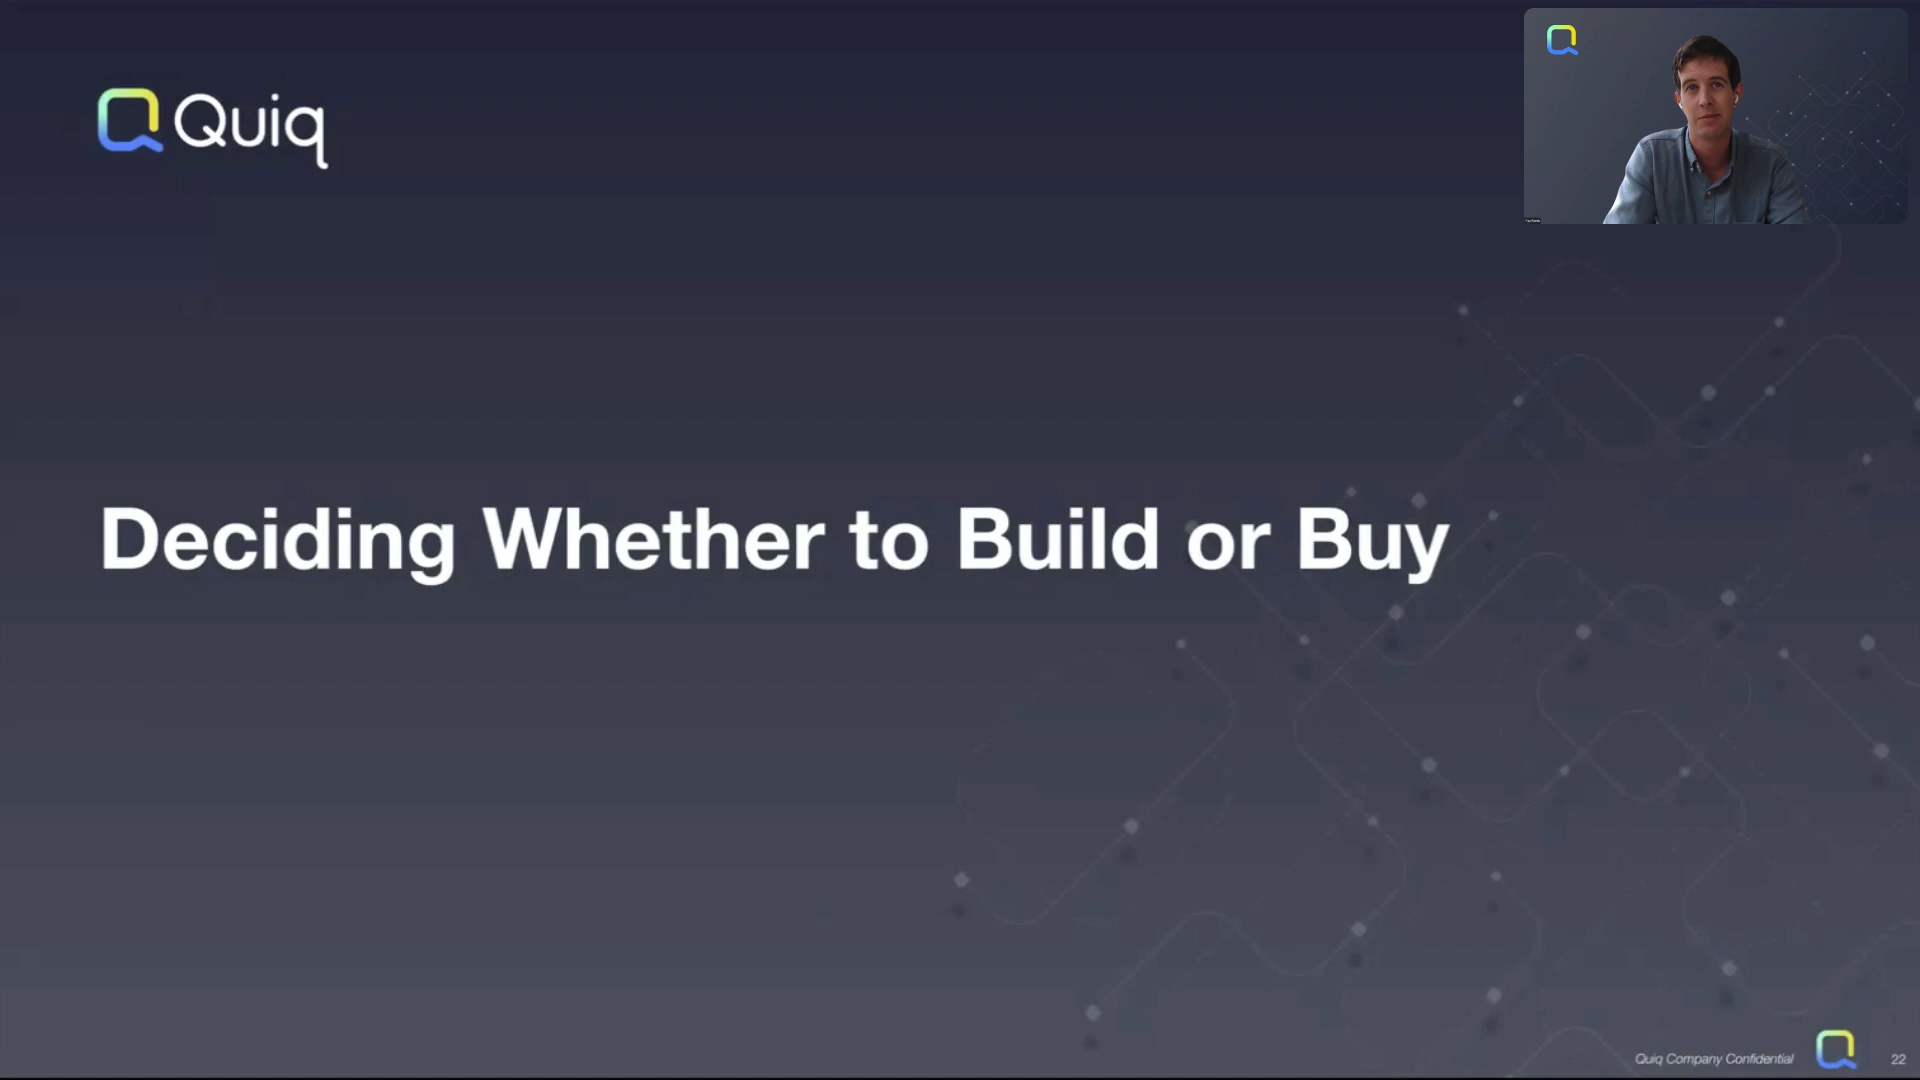 Quiq
Deciding Whether to Build or Buy
Quiq Company Confidential
22